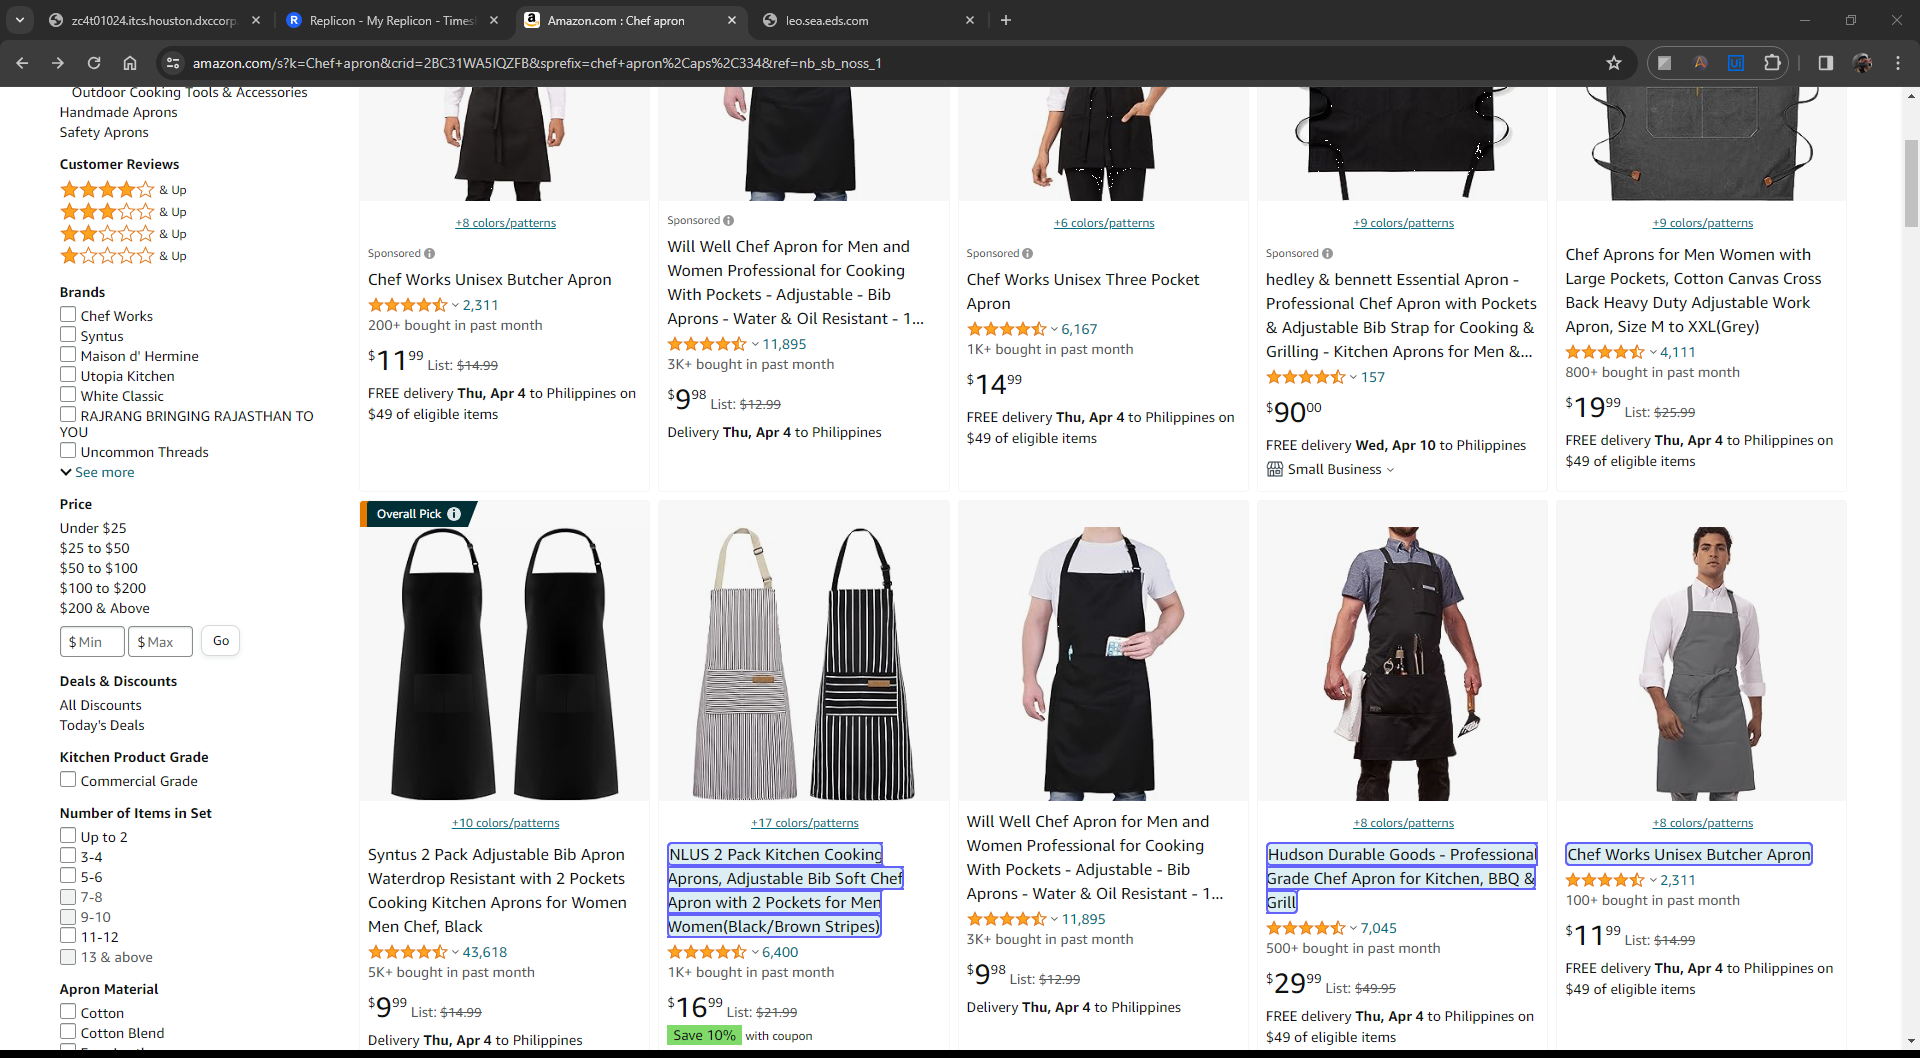 zc4t01024.itcs.houston.dxccorp
Replicon - My Replicon - Times
Amazon.com : Chef apron
leo.sea.eds.com
amazon.com/s?k=Chef+apron&crid=2BC31WA5IQZFB&sprefix=chef+apron%2Caps%2C334&ref=nb_sb_noss_1
Outdoor Cooking Tools & Accessories
Handmade Aprons
Safety Aprons
Customer Reviews
& Up
& Up
& Up
& Up
Brands
Chef Works
Syntus
Maison d' Hermine
Utopia Kitchen
White Classic
RAJRANG BRINGING RAJASTHAN TO
YOU
Uncommon Threads
See more
Price
Under $25
$25 to $50
$50 to $100
$100 to $200
$200 & Above
$ Min
$ Max
Go
Deals & Discounts
All Discounts
Today's Deals
Kitchen Product Grade
Commercial Grade
Number of Items in Set
Up to 2
3-4
5-6
7-8
9-10
11-12
13 & above
Apron Material
Cotton
Cotton Blend
+8 colors/patterns
Sponsored
Chef Works Unisex Butcher Apron
2,311
200+ bought in past month
$11.99 List: $14.99
FREE delivery Thu, Apr 4 to Philippines on
$49 of eligible items
Sponsored
Will Well Chef Apron for Men and
Women Professional for Cooking
With Pockets - Adjustable - Bib
Aprons - Water & Oil Resistant - 1...
11,895
3K+ bought in past month
$9.98 List: $12.99
Delivery Thu, Apr 4 to Philippines
+6 colors/patterns
Sponsored
Chef Works Unisex Three Pocket
Apron
6,167
1K+ bought in past month
$14.99
FREE delivery Thu, Apr 4 to Philippines on
$49 of eligible items
+9 colors/patterns
Sponsored
hedley & bennett Essential Apron -
Professional Chef Apron with Pockets
& Adjustable Bib Strap for Cooking &
Grilling - Kitchen Aprons for Men &...
157
$90.00
FREE delivery Wed, Apr 10 to Philippines
Small Business
+9 colors/patterns
Chef Aprons for Men Women with
Large Pockets, Cotton Canvas Cross
Back Heavy Duty Adjustable Work
Apron, Size M to XXL(Grey)
4,111
800+ bought in past month
$19.99 List: $25.99
FREE delivery Thu, Apr 4 to Philippines on
$49 of eligible items
Overall Pick
+10 colors/patterns
Syntus 2 Pack Adjustable Bib Apron
Waterdrop Resistant with 2 Pockets
Cooking Kitchen Aprons for Women
Men Chef, Black
43,618
5K+ bought in past month
$9.99 List: $14.99
Delivery Thu, Apr 4 to Philippines
+17 colors/patterns
NLUS 2 Pack Kitchen Cooking
Aprons, Adjustable Bib Soft Chef
Apron with 2 Pockets for Men
Women(Black/Brown Stripes)
6,400
1K+ bought in past month
$16.99 List: $21.99
Save 10% with coupon
Will Well Chef Apron for Men and
Women Professional for Cooking
With Pockets - Adjustable - Bib
Aprons - Water & Oil Resistant - 1...
11,895
3K+ bought in past month
$9.98 List: $12.99
Delivery Thu, Apr 4 to Philippines
+8 colors/patterns
Hudson Durable Goods - Professional
Grade Chef Apron for Kitchen, BBQ &
Grill
7,045
500+ bought in past month
$29.99 List: $49.95
FREE delivery Thu, Apr 4 to Philippines on
$49 of eligible items
+8 colors/patterns
Chef Works Unisex Butcher Apron
2,311
100+ bought in past month
$11.99 List: $14.99
FREE delivery Thu, Apr 4 to Philippines on
$49 of eligible items